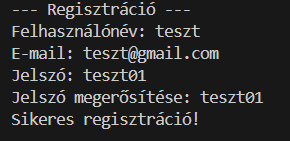 --- Regisztráció ---
Felhasználónév: teszt
E-mail: teszt@gmail.com
Jelszó: teszt01
Jelszó megerősítése: teszt01
Sikeres regisztráció!